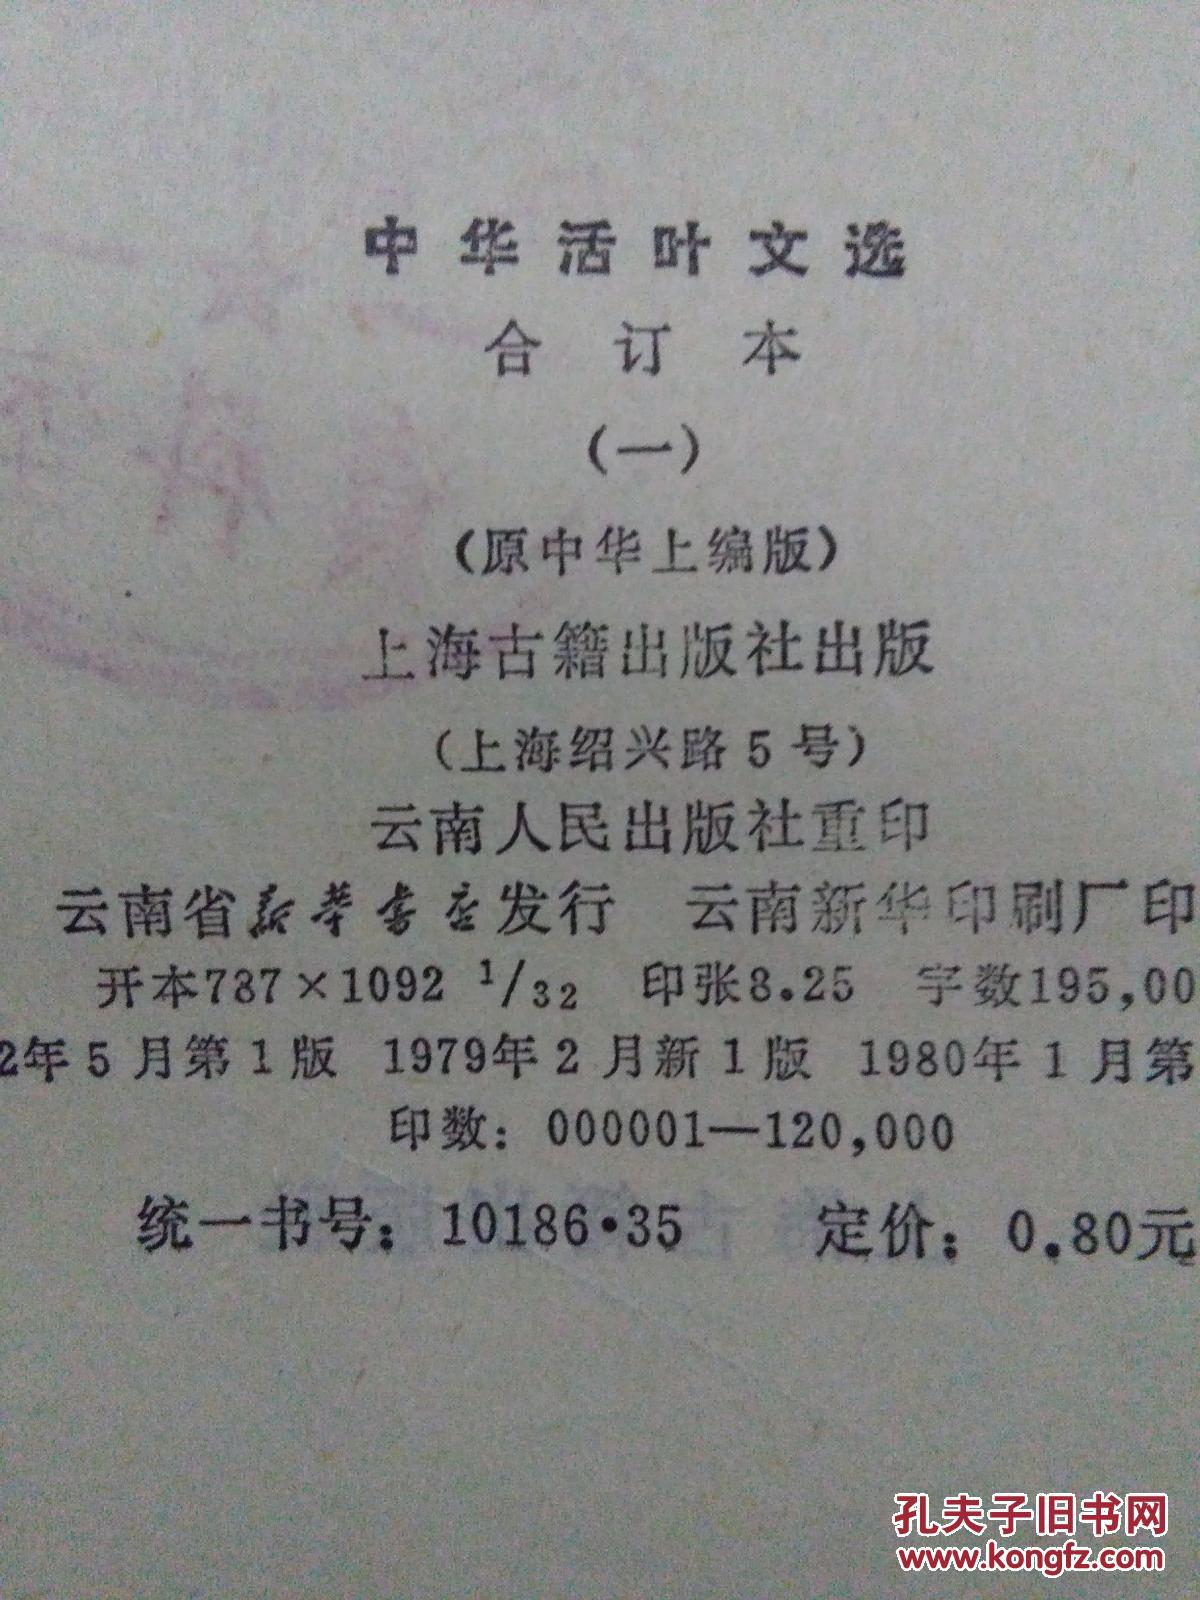 中华活叶文选
合订本
(一)
(原中华上编版)
上海古籍出版社出版
(上海绍兴路5号)
云南人民出版社重印
云南省新华书店发行 云南新华印刷厂印
开本787×1092 1/32 印张8.25 字数195,00
2年5月第1版 1979年2月新1版 1980年1月第
印数: 000001—120,000
统一书号: 10186·35 定价: 0.80元
孔夫子旧书网
www.kongfz.com